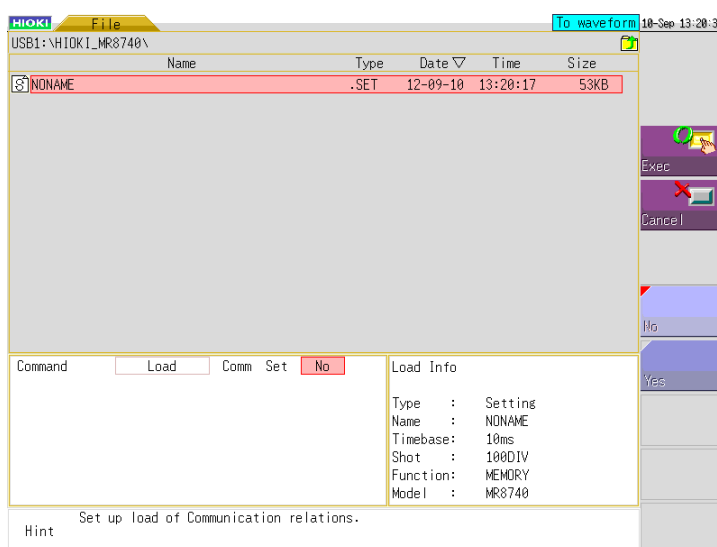 HIOKI File To waveform 10-Sep 13:20:3
USB1:\HIOKI_MR8740\
Name Type Date ▽ Time Size
S NONAME .SET 12-09-10 13:20:17 53KB
Exec
Cancel
No
Yes
Command Load Comm Set No
Load Info
Type : Setting
Name : NONAME
Timebase: 10ms
Shot : 100DIV
Function: MEMORY
Model : MR8740
Set up load of Communication relations.
Hint